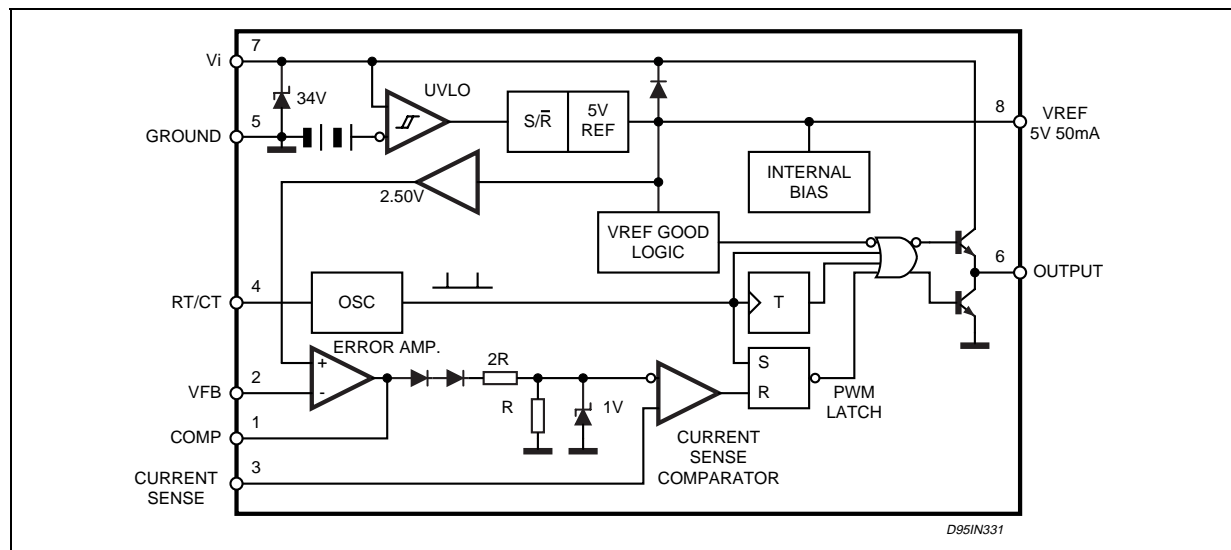 7
Vi
UVLO
34V
8
VREF
5V 50mA
5
GROUND
S/R̅
5V
REF
INTERNAL
BIAS
2.50V
VREF GOOD
LOGIC
6
OUTPUT
4
RT/CT
OSC
T
ERROR AMP.
+
-
2R
S
R
2
VFB
R
1V
PWM
LATCH
1
COMP
CURRENT
SENSE
COMPARATOR
3
CURRENT
SENSE
D95IN331